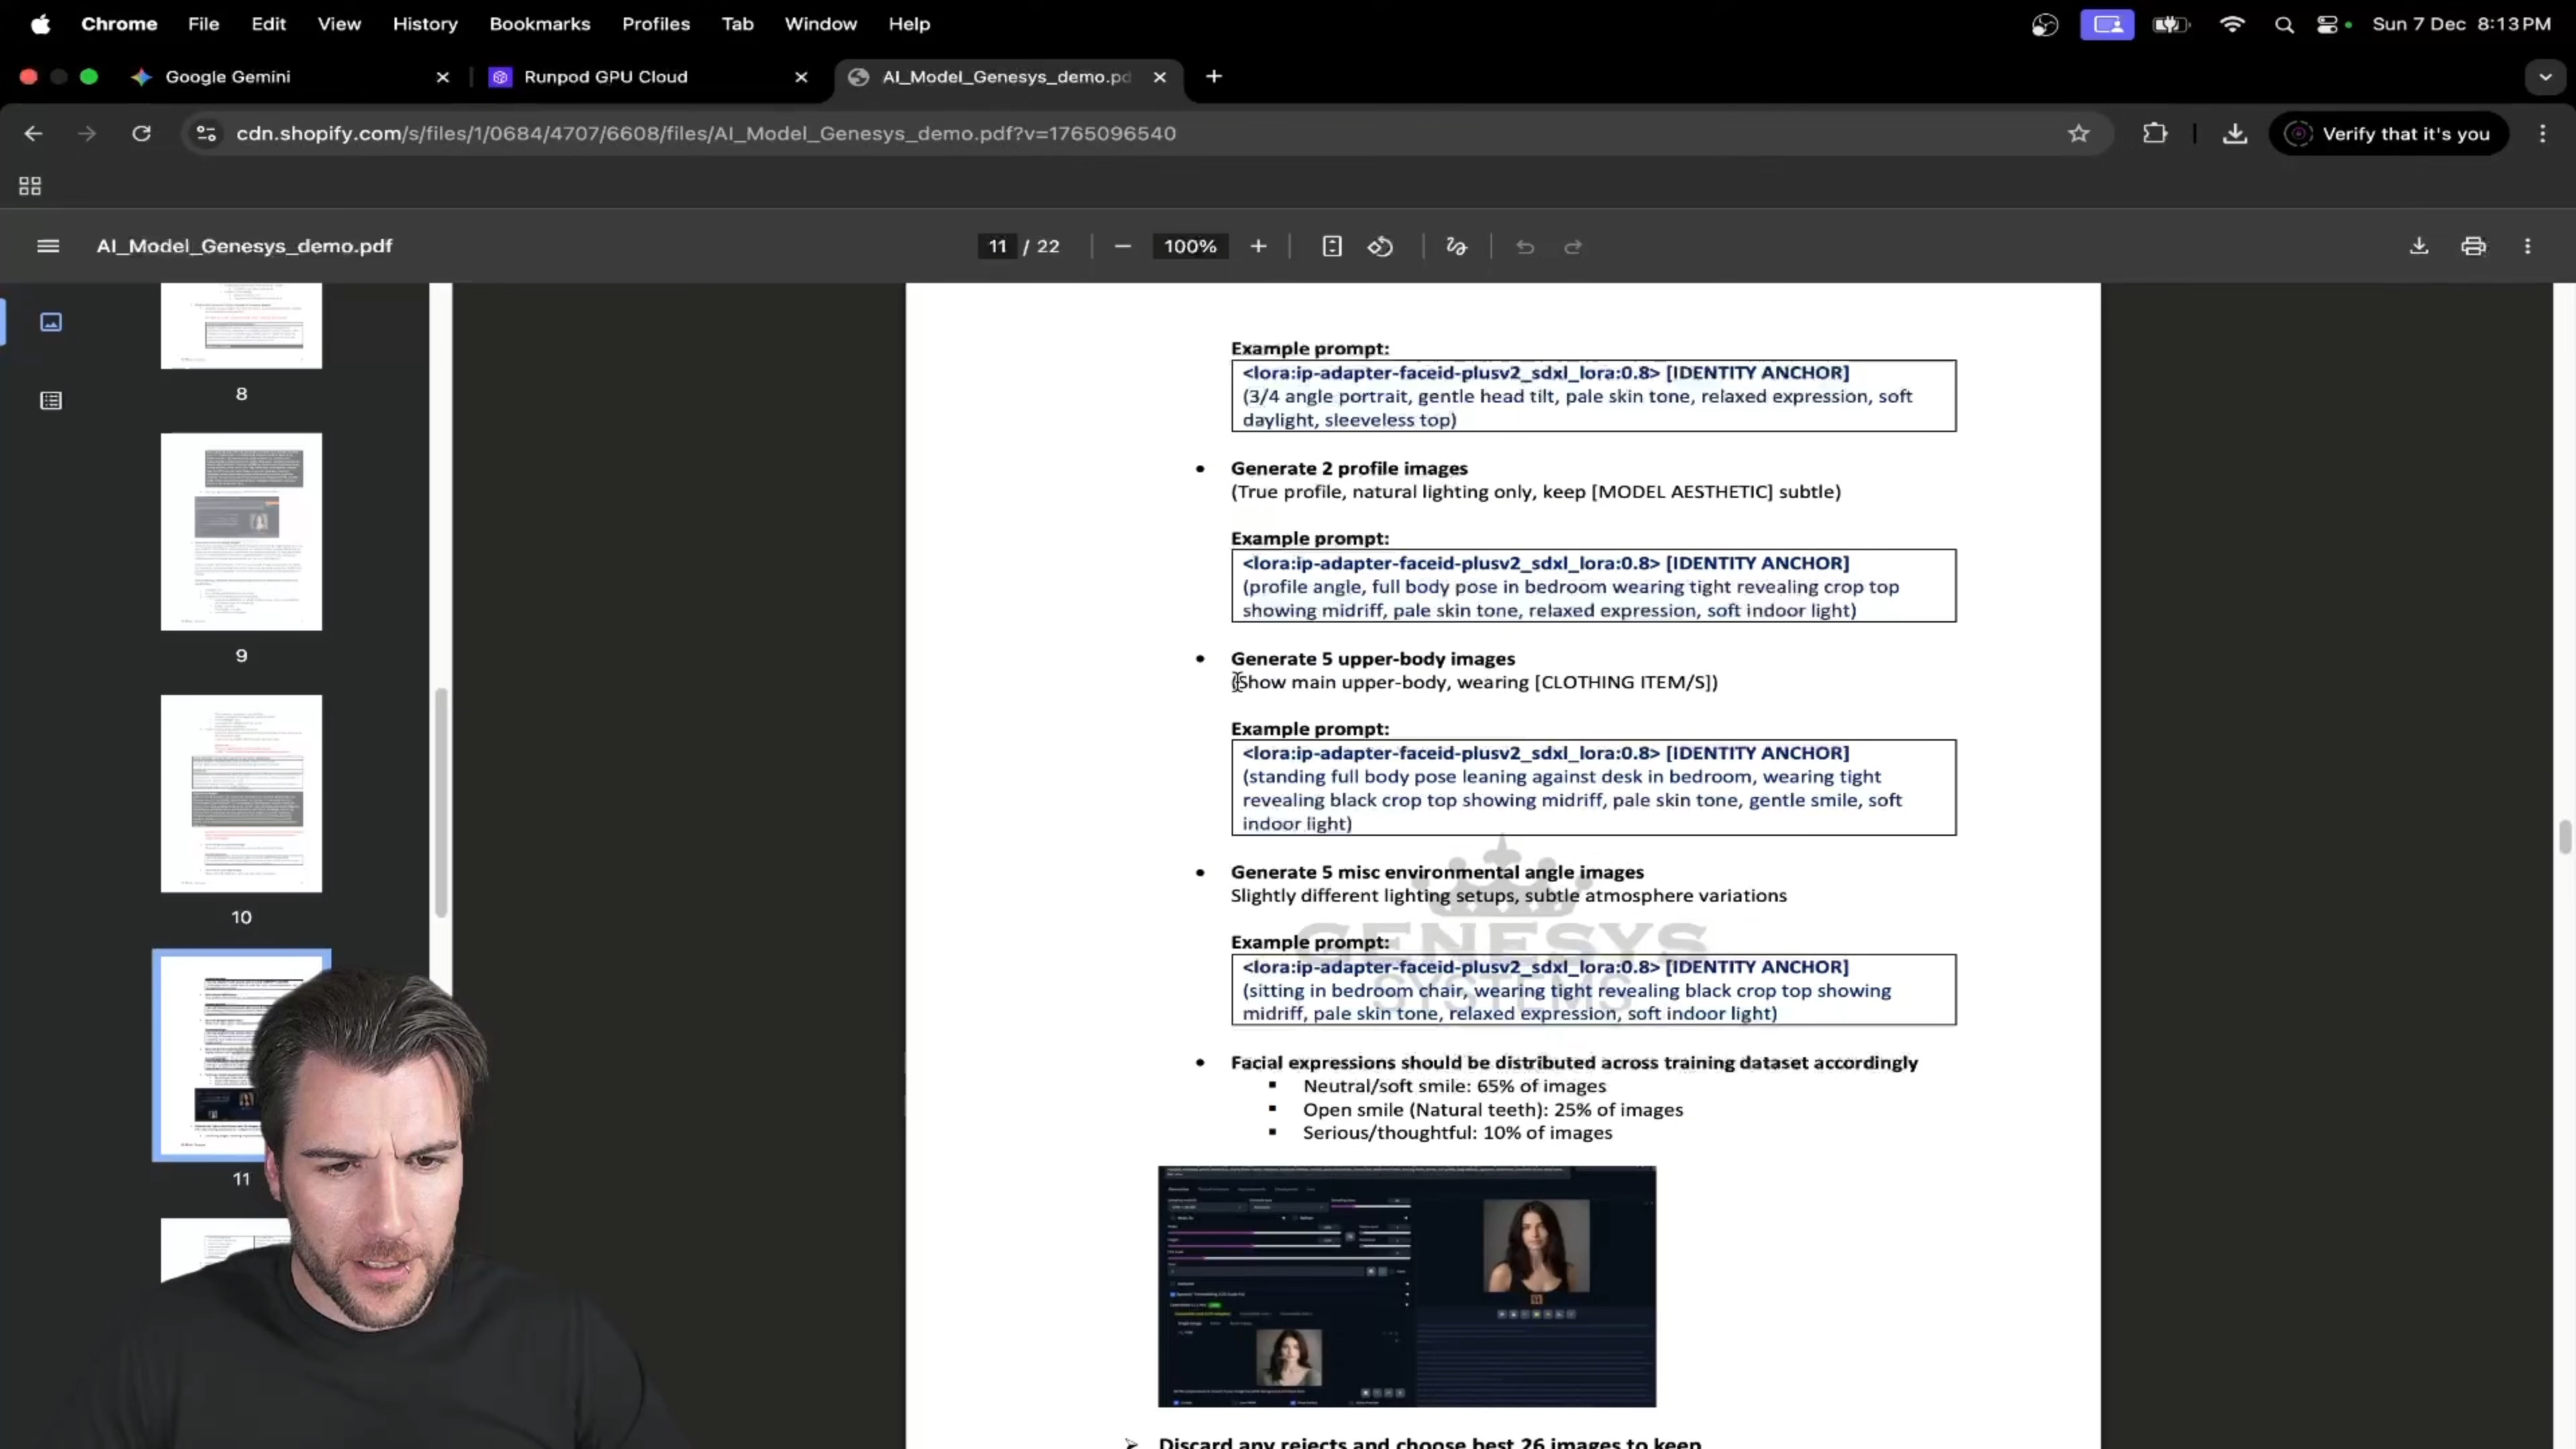 Chrome File Edit View History Bookmarks Profiles Tab Window Help Sun 7 Dec 8:13 PM
Google Gemini Runpod GPU Cloud AI_Model_Genesys_demo.pd
cdn.shopify.com/s/files/1/0684/4707/6608/files/AI_Model_Genesys_demo.pdf?v=1765096540 Verify that it's you
AI_Model_Genesys_demo.pdf 11 / 22 100%
8
9
10
11
Example prompt:
<lora:ip-adapter-faceid-plusv2_sdxl_lora:0.8> [IDENTITY ANCHOR]
(3/4 angle portrait, gentle head tilt, pale skin tone, relaxed expression, soft
daylight, sleeveless top)
• Generate 2 profile images
(True profile, natural lighting only, keep [MODEL AESTHETIC] subtle)
Example prompt:
<lora:ip-adapter-faceid-plusv2_sdxl_lora:0.8> [IDENTITY ANCHOR]
(profile angle, full body pose in bedroom wearing tight revealing crop top
showing midriff, pale skin tone, relaxed expression, soft indoor light)
• Generate 5 upper-body images
(Show main upper-body, wearing [CLOTHING ITEM/S])
Example prompt:
<lora:ip-adapter-faceid-plusv2_sdxl_lora:0.8> [IDENTITY ANCHOR]
(standing full body pose leaning against desk in bedroom, wearing tight
revealing black crop top showing midriff, pale skin tone, gentle smile, soft
indoor light)
• Generate 5 misc environmental angle images
Slightly different lighting setups, subtle atmosphere variations
GENESYS
SYSTEMS
Example prompt:
<lora:ip-adapter-faceid-plusv2_sdxl_lora:0.8> [IDENTITY ANCHOR]
(sitting in bedroom chair, wearing tight revealing black crop top showing
midriff, pale skin tone, relaxed expression, soft indoor light)
• Facial expressions should be distributed across training dataset accordingly
▪ Neutral/soft smile: 65% of images
▪ Open smile (Natural teeth): 25% of images
▪ Serious/thoughtful: 10% of images
➢ Discard any rejects and choose best 26 images to keep